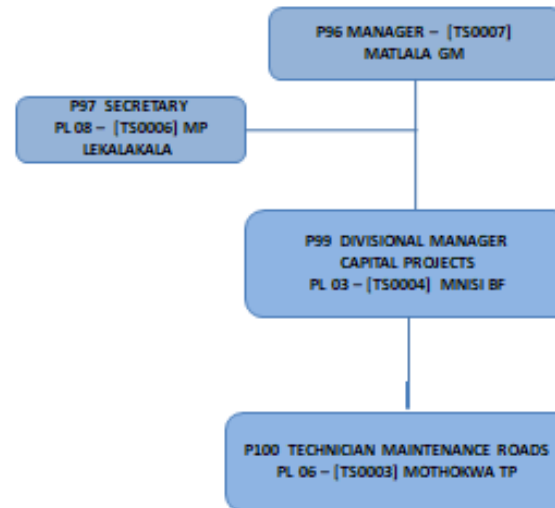 P96 MANAGER – [TS0007]
MATLALA GM
P97 SECRETARY
PL 08 – [TS0006] MP
LEKALAKALA
P99 DIVISIONAL MANAGER
CAPITAL PROJECTS
PL 03 – [TS0004] MNISI BF
P100 TECHNICIAN MAINTENANCE ROADS
PL 06 – [TS0003] MOTHOKWA TP